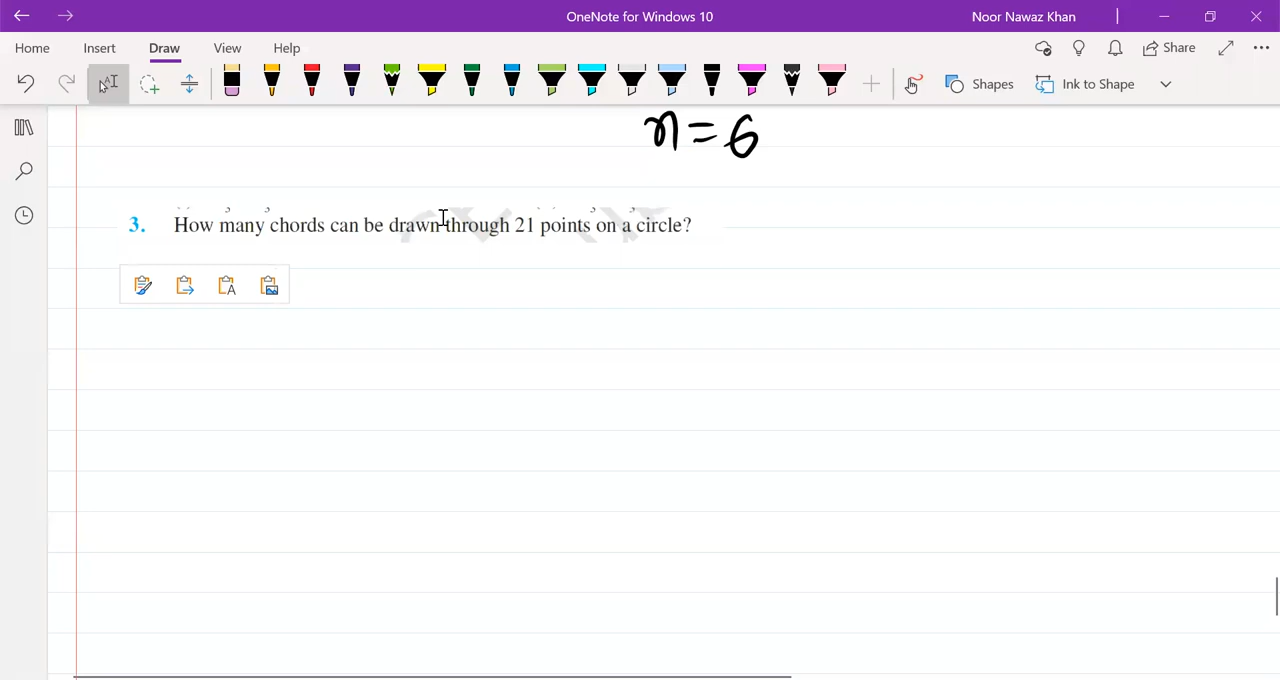 OneNote for Windows 10
Noor Nawaz Khan
Home Insert Draw View Help
Share
Shapes
Ink to Shape
n = 6
3. How many chords can be drawn through 21 points on a circle?